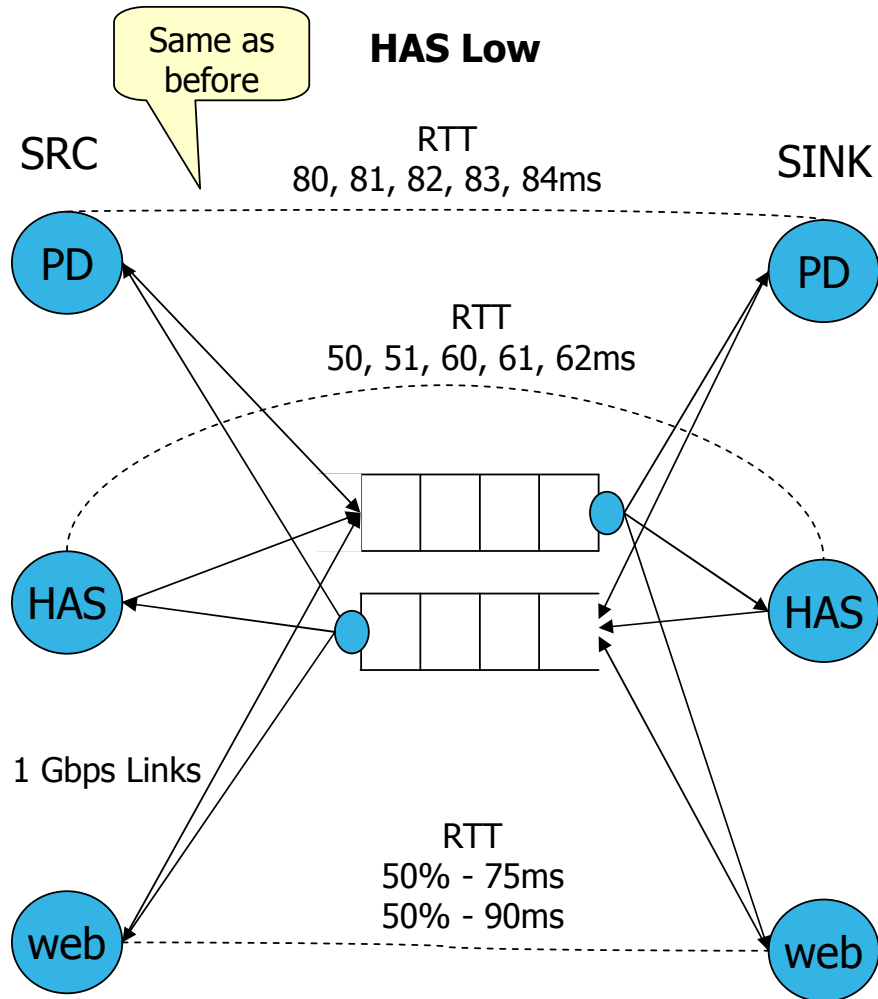 Same as
before
HAS Low
SRC
RTT
80, 81, 82, 83, 84ms
SINK
PD
PD
RTT
50, 51, 60, 61, 62ms
HAS
HAS
1 Gbps Links
RTT
50% - 75ms
50% - 90ms
web
web